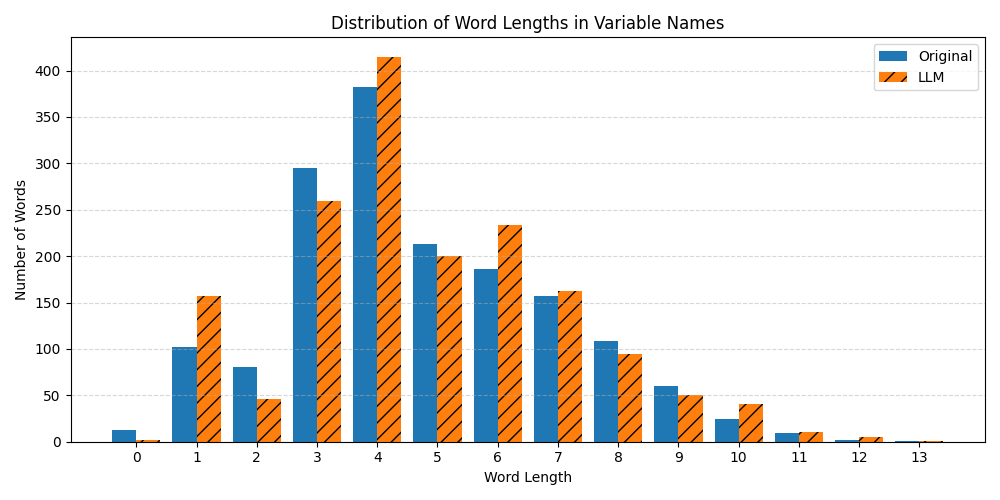 Distribution of Word Lengths in Variable Names
Original
LLM
Number of Words
400
350
300
250
200
150
100
50
0
0 1 2 3 4 5 6 7 8 9 10 11 12 13
Word Length